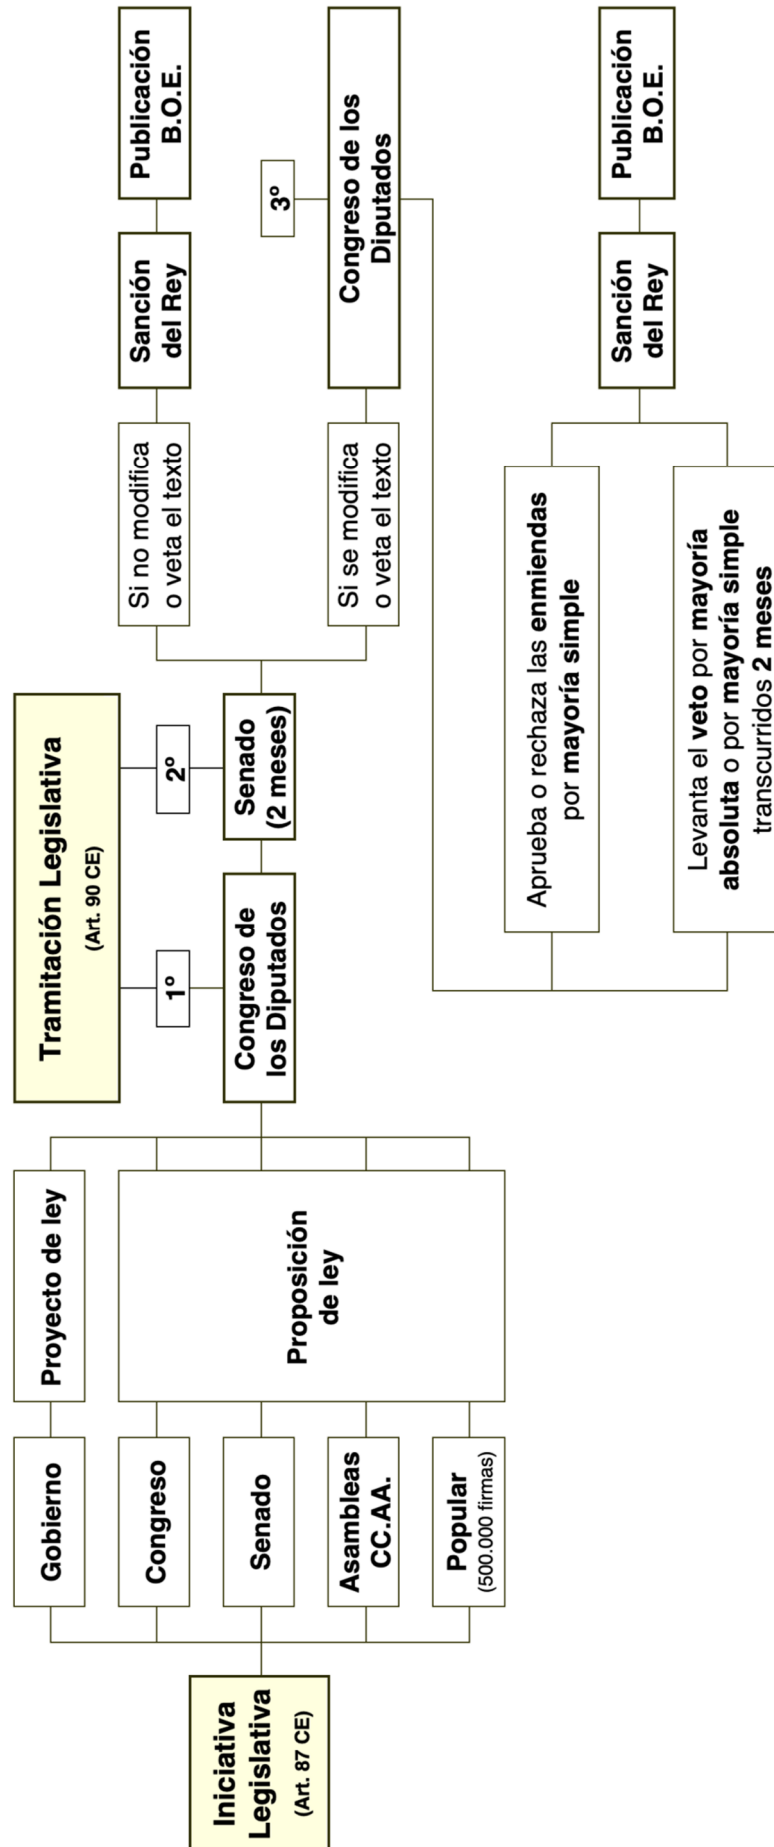 Iniciativa
Legislativa
(Art. 87 CE)
Gobierno
Congreso
Senado
Asambleas
CC.AA.
Popular
(500.000 firmas)
Proyecto de ley
Proposición
de ley
Tramitación Legislativa
(Art. 90 CE)
1º
Congreso de
los Diputados
2º
Senado
(2 meses)
Si no modifica
o veta el texto
Sanción
del Rey
Publicación
B.O.E.
Si se modifica
o veta el texto
3º
Congreso de los
Diputados
Aprueba o rechaza las enmiendas
por mayoría simple
Levanta el veto por mayoría
absoluta o por mayoría simple
transcurridos 2 meses
Sanción
del Rey
Publicación
B.O.E.